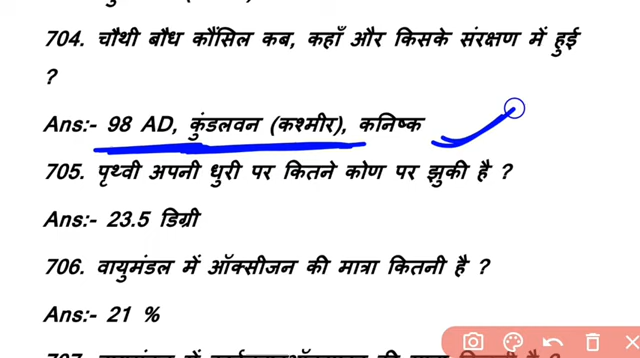 704. चौथी बौध कौंसिल कब, कहाँ और किसके संरक्षण में हुई
?
Ans:- 98 AD, कुंडलवन (कश्मीर), कनिष्क
705. पृथ्वी अपनी धुरी पर कितने कोण पर झुकी है ?
Ans:- 23.5 डिग्री
706. वायुमंडल में ऑक्सीजन की मात्रा कितनी है ?
Ans:- 21 %